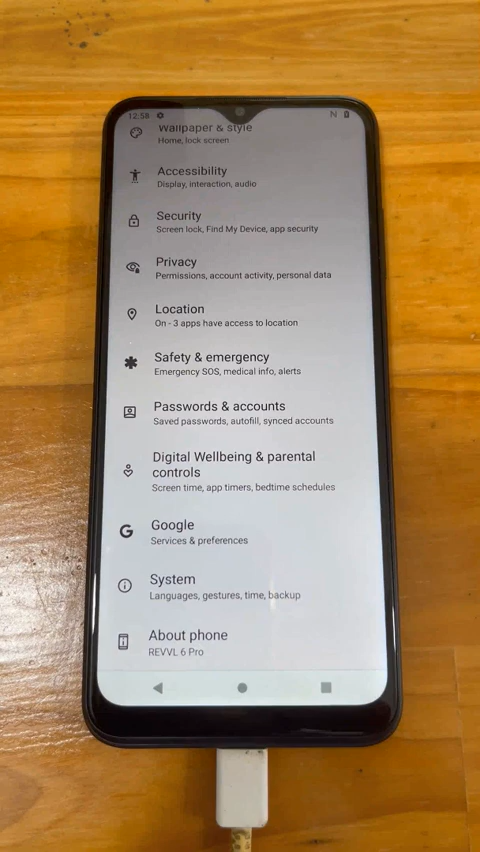 12:58 N
Wallpaper & style
Home, lock screen
Accessibility
Display, interaction, audio
Security
Screen lock, Find My Device, app security
Privacy
Permissions, account activity, personal data
Location
On - 3 apps have access to location
Safety & emergency
Emergency SOS, medical info, alerts
Passwords & accounts
Saved passwords, autofill, synced accounts
Digital Wellbeing & parental
controls
Screen time, app timers, bedtime schedules
G Google
Services & preferences
System
Languages, gestures, time, backup
About phone
REVVL 6 Pro